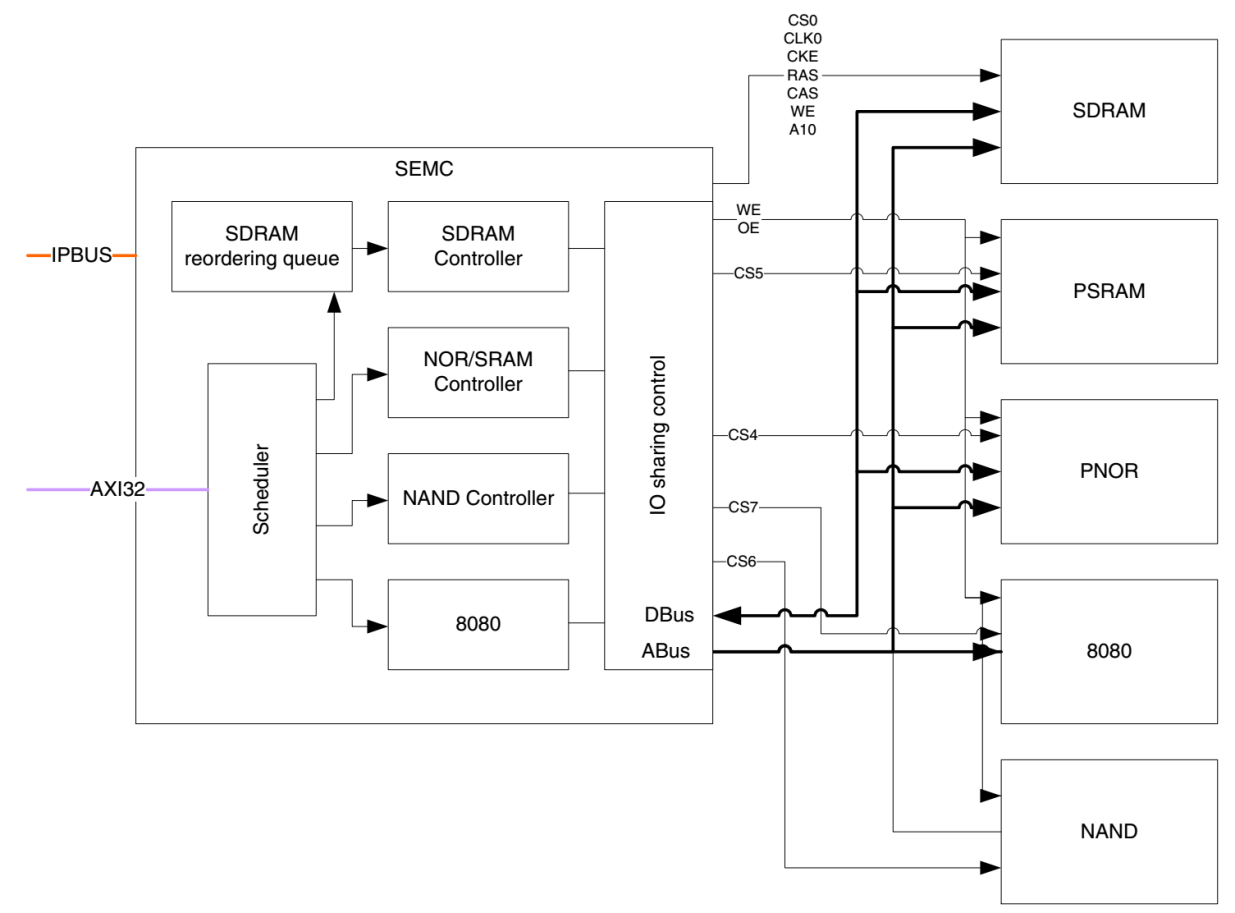 CS0
CLK0
CKE
RAS
CAS
WE
A10
SDRAM
SEMC
SDRAM
reordering queue
SDRAM
Controller
WE
OE
IPBUS
CS5
PSRAM
NOR/SRAM
Controller
IO sharing control
CS4
PNOR
Scheduler
AXI32
NAND Controller
CS7
CS6
8080
DBus
ABus
8080
NAND